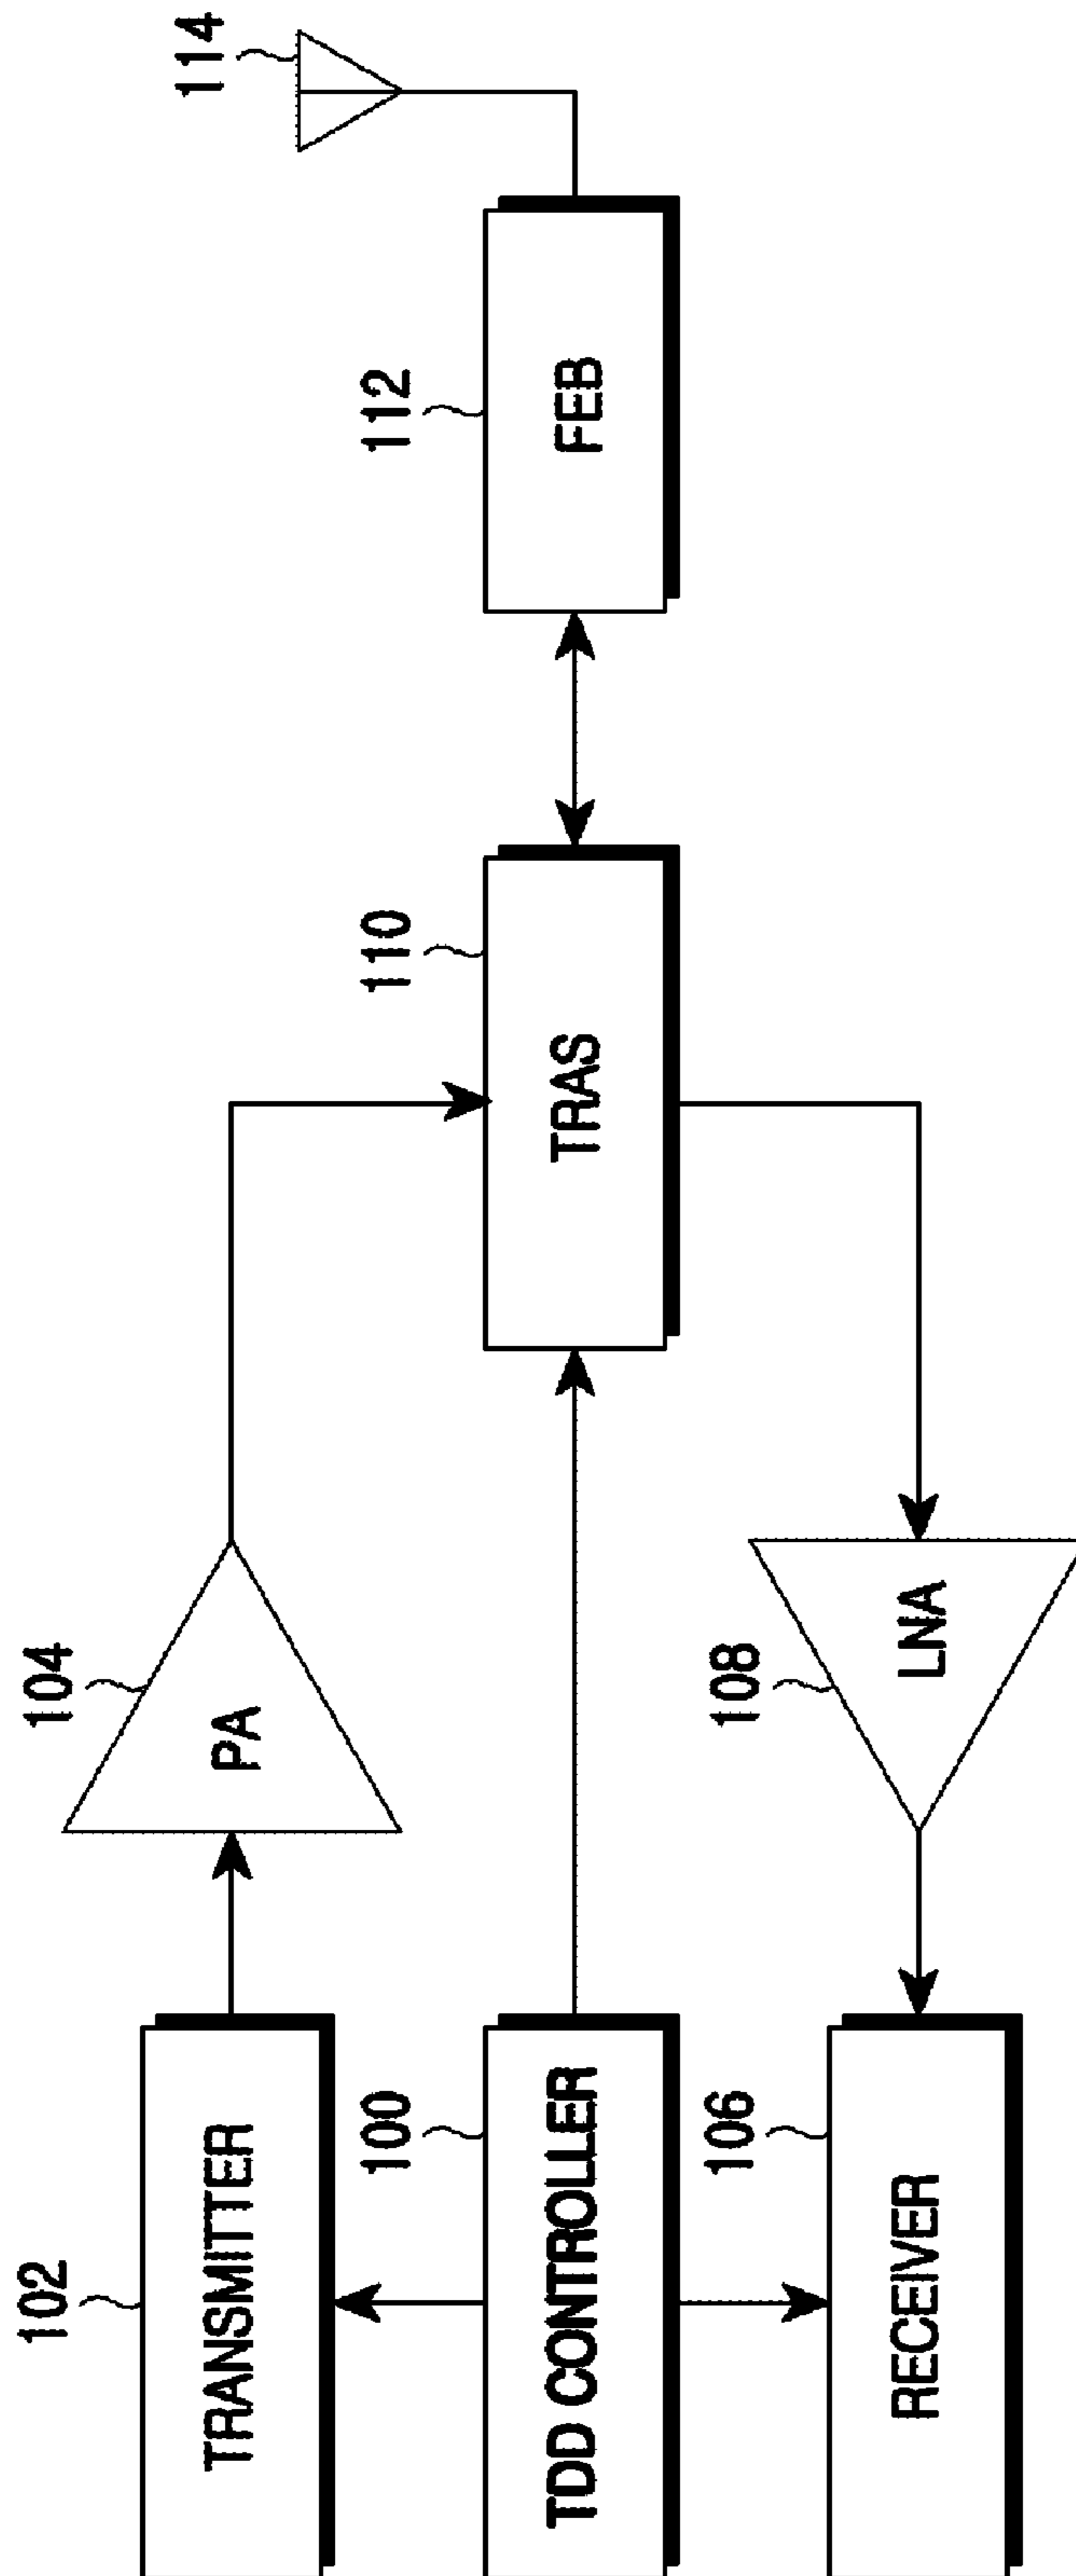 102
TRANSMITTER
104
PA
100
TDD CONTROLLER
110
TRAS
112
FEB
114
106
RECEIVER
108
LNA